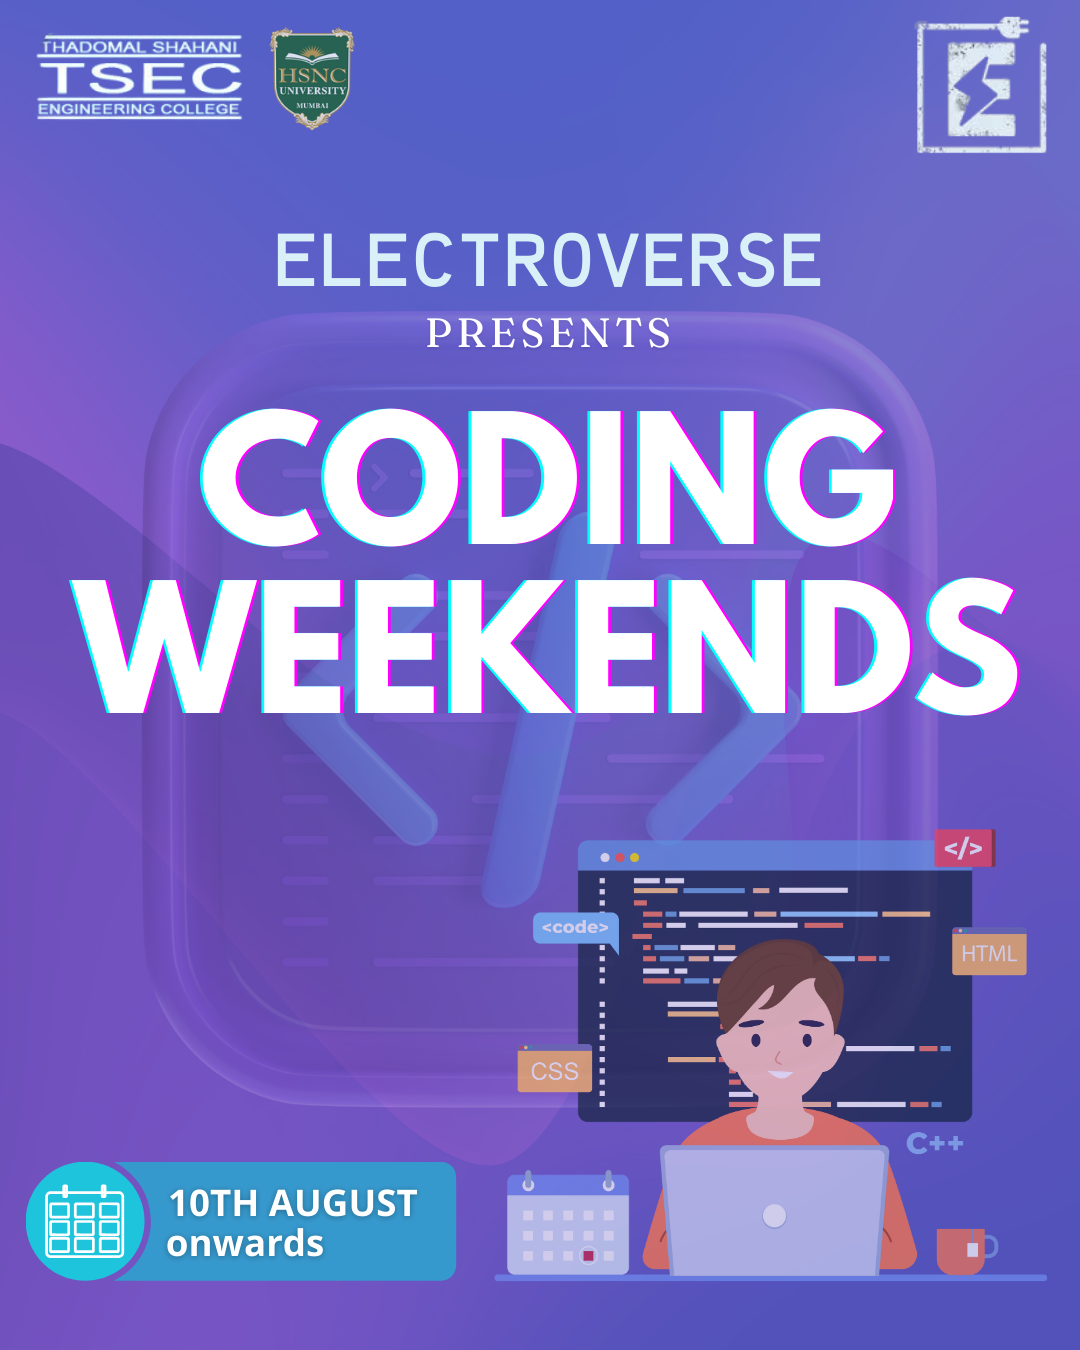 THADOMAL SHAHANI
TSEC
ENGINEERING COLLEGE
HSNC
UNIVERSITY
MUMBAI
E
ELECTROVERSE
PRESENTS
CODING
WEEKENDS
</>
<code>
HTML
CSS
C++
10TH AUGUST
onwards